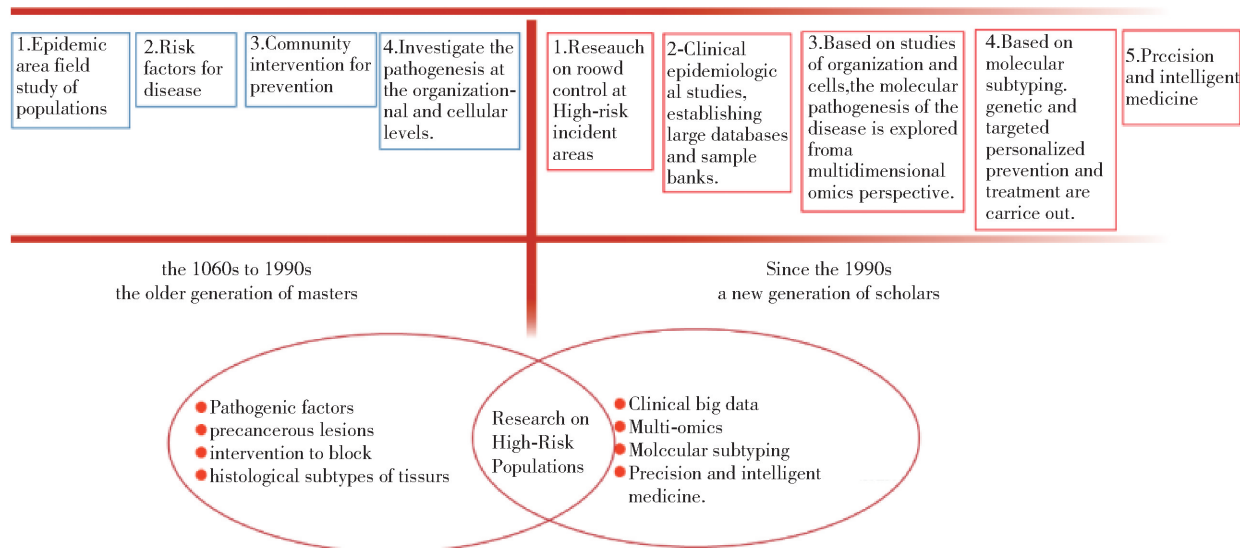 1.Epidemic
area field
study of
populations
2.Risk
factors for
disease
3.Community
intervention for
prevention
4.Investigate the
pathogenesis at
the organization-
nal and cellular
levels.
1.Reseauch
on roowd
control at
High-risk
incident
areas
2-Clinical
epidemiologic
al studies,
establishing
large databases
and sample
banks.
3.Based on studies
of organization and
cells,the molecular
pathogenesis of the
disease is explored
froma
multidimensional
omics perspective.
4.Based on
molecular
subtyping.
genetic and
targeted
personalized
prevention and
treatment are
carrice out.
5.Precision
and intelligent
medicine
the 1060s to 1990s
the older generation of masters
Since the 1990s
a new generation of scholars
Pathogenic factors
precancerous lesions
intervention to block
histological subtypes of tissurs
Research on
High-Risk
Populations
Clinical big data
Multi-omics
Molccular subtyping
Precision and intelligent
medicine.